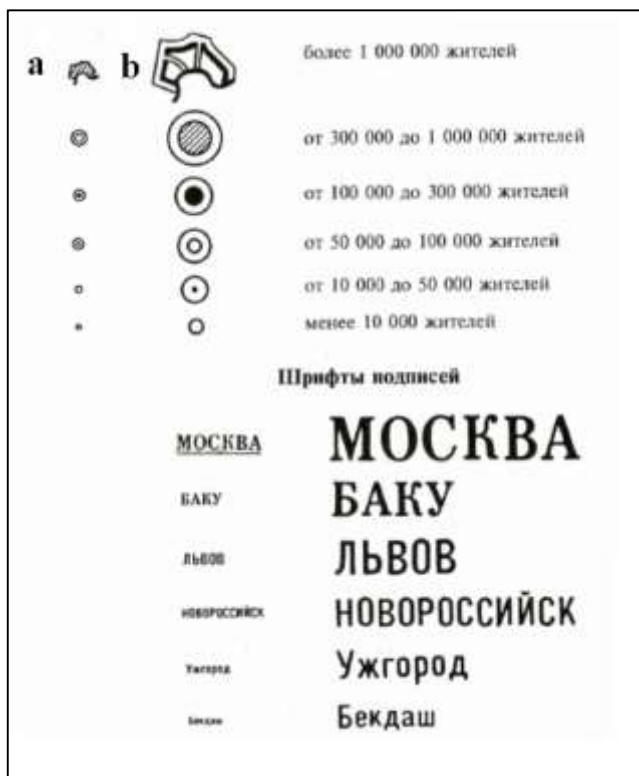 a b более 1 000 000 жителей
от 300 000 до 1 000 000 жителей
от 100 000 до 300 000 жителей
от 50 000 до 100 000 жителей
от 10 000 до 50 000 жителей
менее 10 000 жителей
Шрифты подписей
МОСКВА МОСКВА
БАКУ БАКУ
ЛЬВОВ ЛЬВОВ
НОВОРОССИЙСК НОВОРОССИЙСК
Ужгород Ужгород
Бекдаш Бекдаш